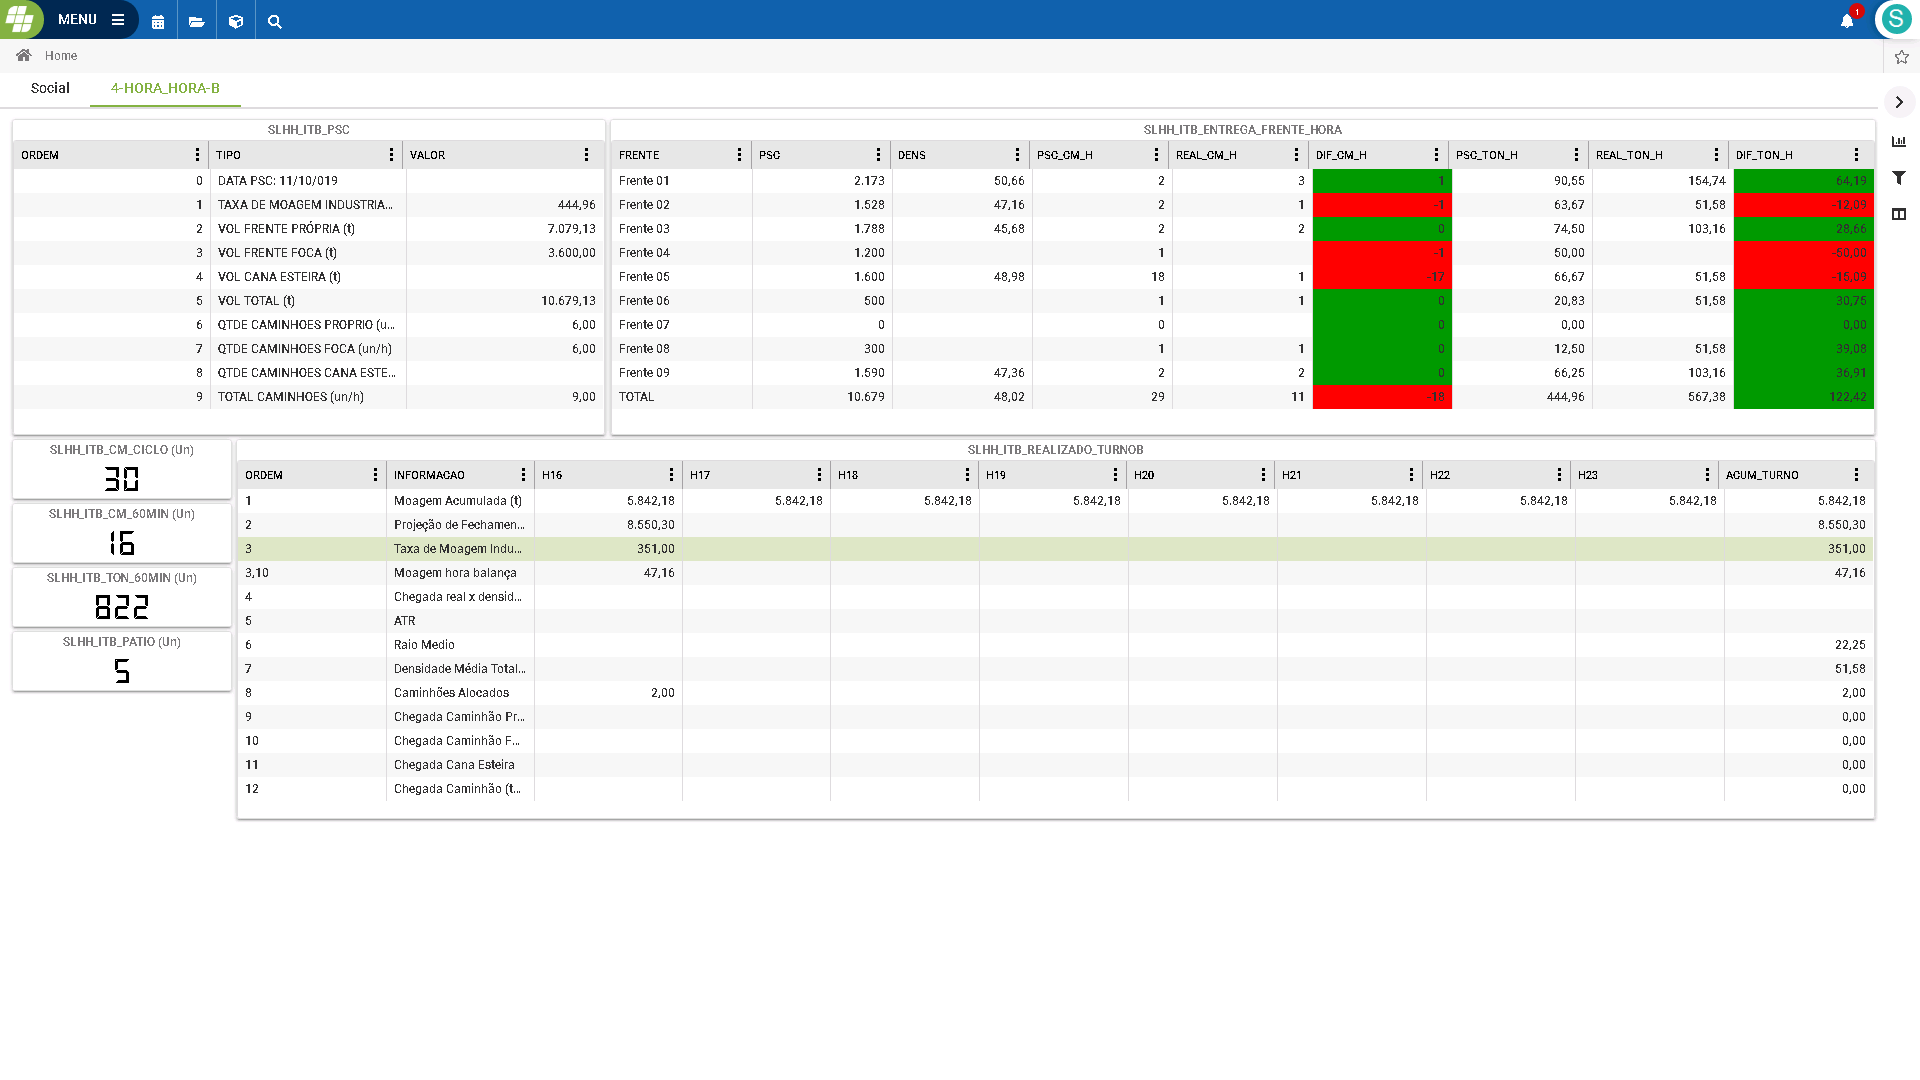 MENU
1
S
Home
Social
4-HORA_HORA-B
SLHH_ITB_PSC
ORDEM TIPO VALOR
0 DATA PSC: 11/10/019
1 TAXA DE MOAGEM INDUSTRIA... 444,96
2 VOL FRENTE PRÓPRIA (t) 7.079,13
3 VOL FRENTE FOCA (t) 3.600,00
4 VOL CANA ESTEIRA (t)
5 VOL TOTAL (t) 10.679,13
6 QTDE CAMINHOES PROPRIO (u... 6,00
7 QTDE CAMINHOES FOCA (un/h) 6,00
8 QTDE CAMINHOES CANA ESTE...
9 TOTAL CAMINHOES (un/h) 9,00
SLHH_ITB_ENTREGA_FRENTE_HORA
FRENTE PSC DENS PSC_CM_H REAL_CM_H DIF_CM_H PSC_TON_H REAL_TON_H DIF_TON_H
Frente 01 2.173 50,66 2 3 1 90,55 154,74 64,19
Frente 02 1.528 47,16 2 1 -1 63,67 51,58 -12,09
Frente 03 1.788 45,68 2 2 0 74,50 103,16 28,66
Frente 04 1.200 1 -1 50,00 -50,00
Frente 05 1.600 48,98 18 1 -17 66,67 51,58 -15,09
Frente 06 500 1 1 0 20,83 51,58 30,75
Frente 07 0 0 0 0,00 0,00
Frente 08 300 1 1 0 12,50 51,58 39,08
Frente 09 1.590 47,36 2 2 0 66,25 103,16 36,91
TOTAL 10.679 48,02 29 11 -18 444,96 567,38 122,42
SLHH_ITB_CM_CICLO (Un)
30
SLHH_ITB_CM_60MIN (Un)
16
SLHH_ITB_TON_60MIN (Un)
822
SLHH_ITB_PATIO (Un)
5
SLHH_ITB_REALIZADO_TURNOB
ORDEM INFORMACAO H16 H17 H18 H19 H20 H21 H22 H23 ACUM_TURNO
1 Moagem Acumulada (t) 5.842,18 5.842,18 5.842,18 5.842,18 5.842,18 5.842,18 5.842,18 5.842,18 5.842,18
2 Projeção de Fechamen... 8.550,30 8.550,30
3 Taxa de Moagem Indu... 351,00 351,00
3,10 Moagem hora balança 47,16 47,16
4 Chegada real x densid...
5 ATR
6 Raio Medio 22,25
7 Densidade Média Total... 51,58
8 Caminhões Alocados 2,00 2,00
9 Chegada Caminhão Pr... 0,00
10 Chegada Caminhão F... 0,00
11 Chegada Cana Esteira 0,00
12 Chegada Caminhão (t... 0,00